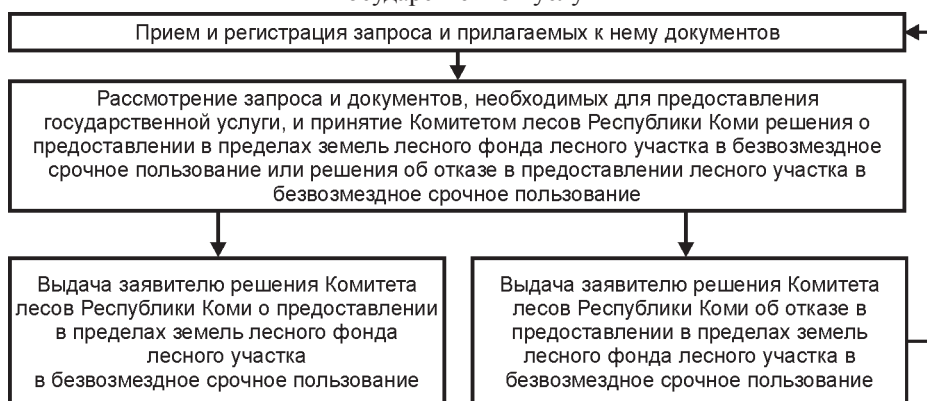 Прием и регистрация запроса и прилагаемых к нему документов
Рассмотрение запроса и документов, необходимых для предоставления
государственной услуги, и принятие Комитетом лесов Республики Коми решения о
предоставлении в пределах земель лесного фонда лесного участка в безвозмездное
срочное пользование или решения об отказе в предоставлении лесного участка в
безвозмездное срочное пользование
Выдача заявителю решения Комитета
лесов Республики Коми о предоставлении
в пределах земель лесного фонда
лесного участка
в безвозмездное срочное пользование
Выдача заявителю решения Комитета
лесов Республики Коми об отказе в
предоставлении в пределах земель
лесного фонда лесного участка в
безвозмездное срочное пользование